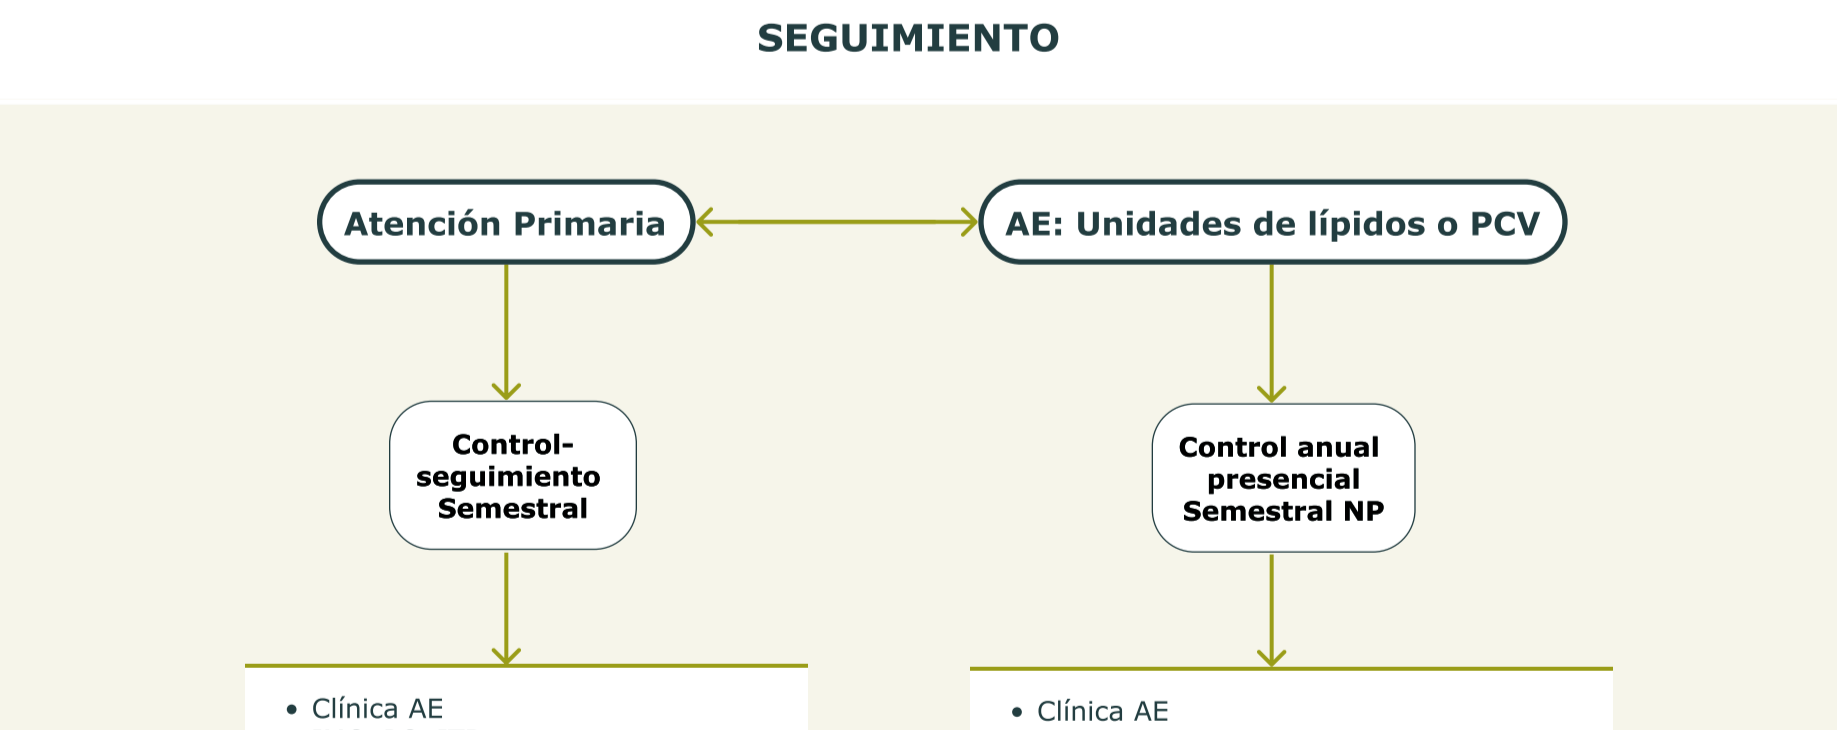 SEGUIMIENTO
Atención Primaria
AE: Unidades de lípidos o PCV
Control-
seguimiento
Semestral
Control anual
presencial
Semestral NP
• Clínica AE
• Clínica AE